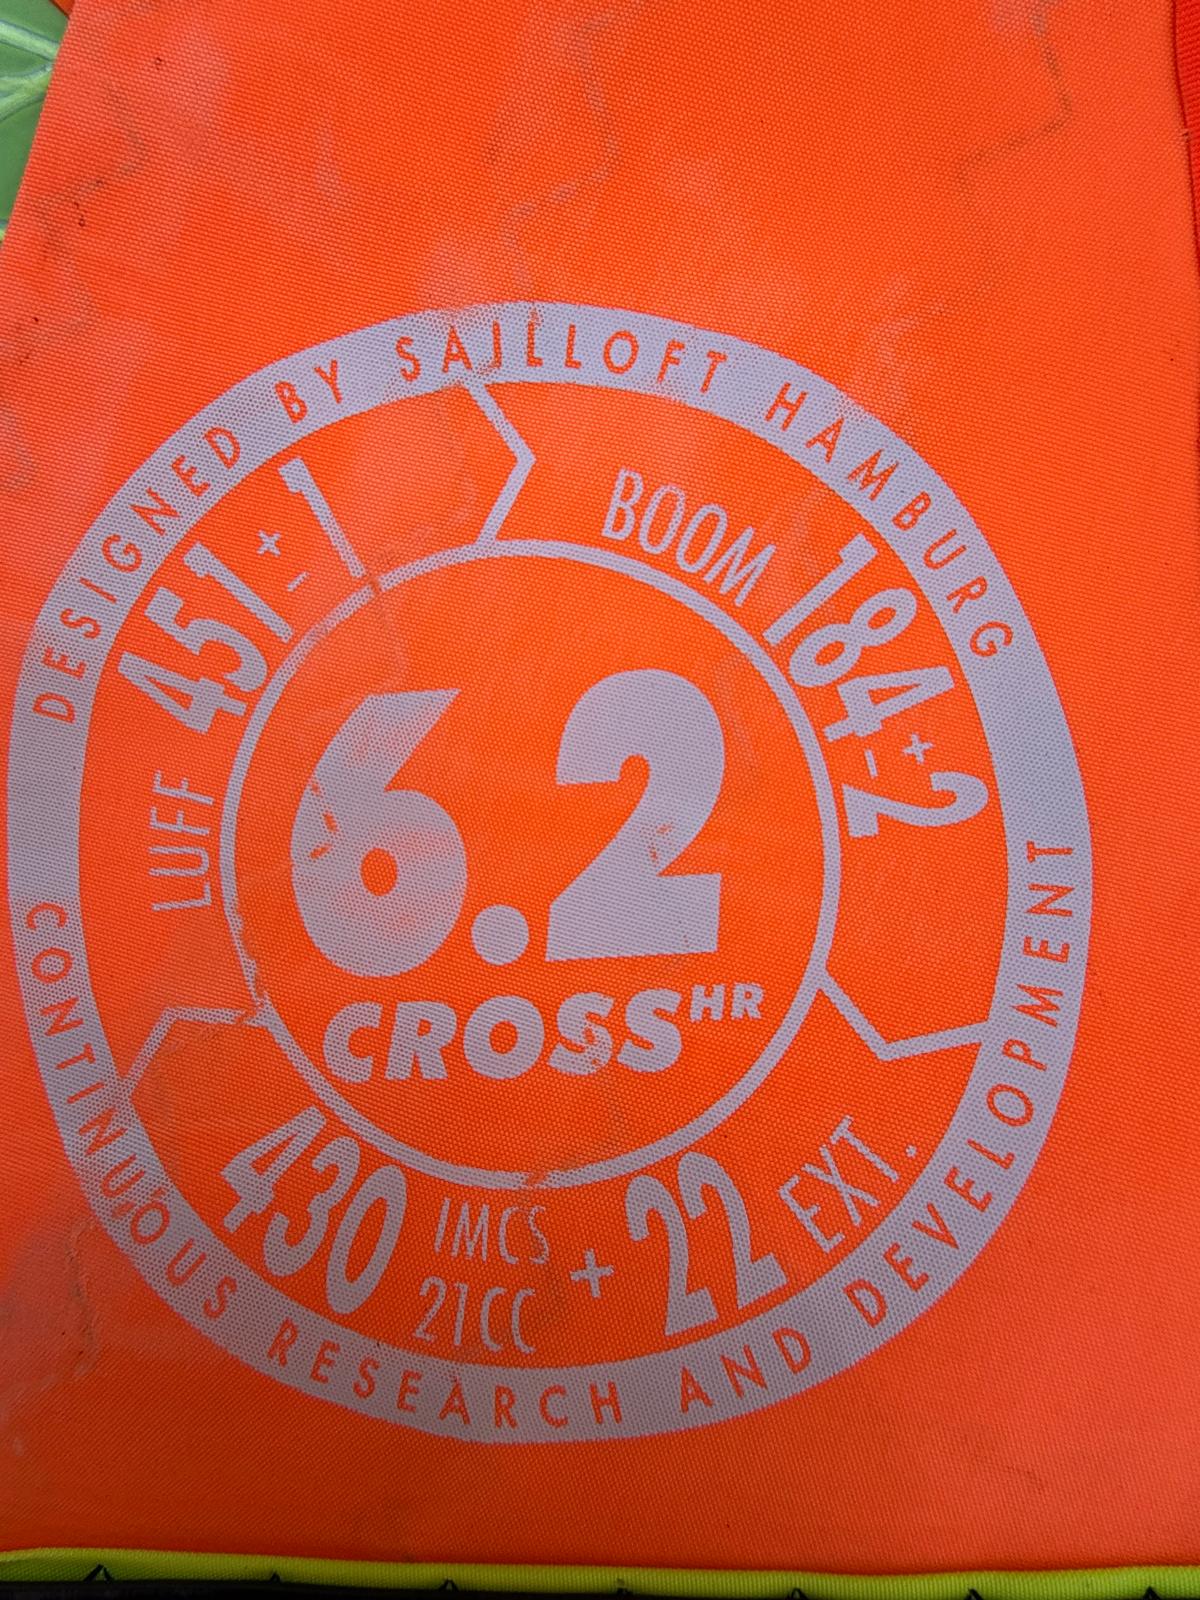 DESIGNED BY SAILLOFT HAMBURG
LUFF 451 ± 1
BOOM 184 ± 2
6.2
CROSS HR
430 IMCS
21CC
+ 22 EXT.
CONTINUOUS RESEARCH AND DEVELOPMENT